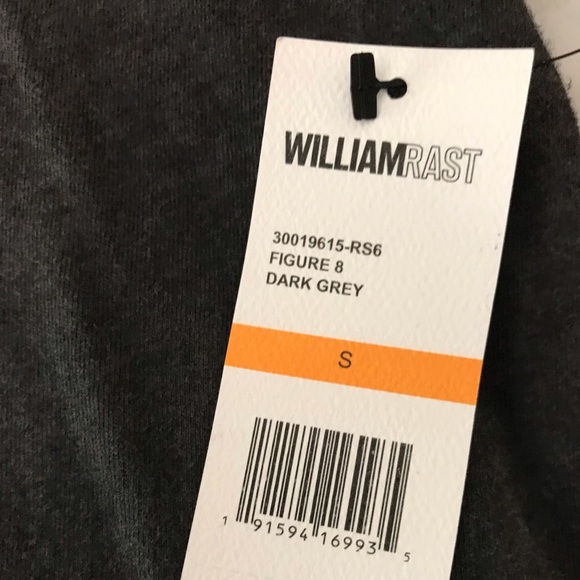 WILLIAMRAST
30019615-RS6
FIGURE 8
DARK GREY
S
1 91594 16993 5